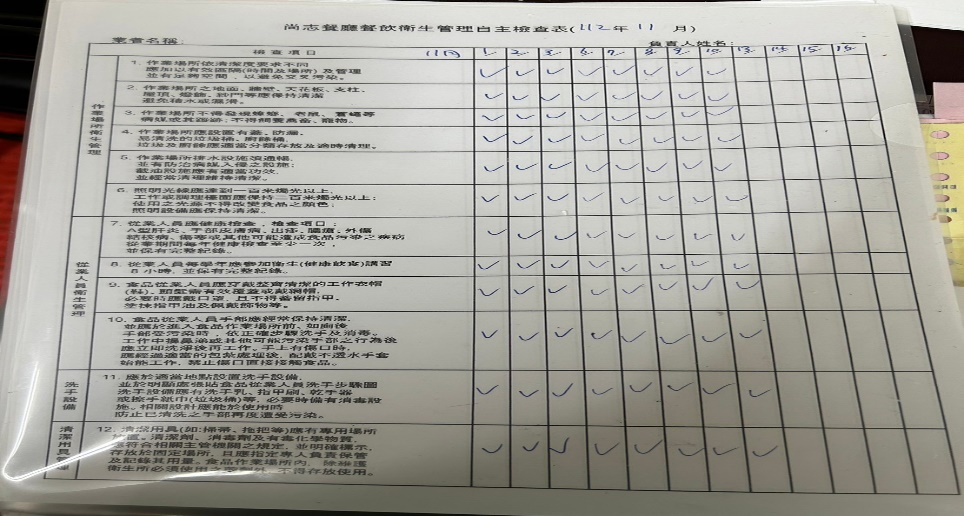 尚志餐廳餐飲衛生管理自主檢查表(112年11月)
業者名稱:
負責人姓名:
檢查項目 11月 1 2 3 6 7 8 9 10 13 14 15 16
作業場所衛生管理
1. 作業場所依清潔度要求不同
應加以有效區隔(時間及場所)及管理
並有足夠空間,以避免交叉污染。
2. 作業場所之地面、牆壁、天花板、支柱、
屋頂、燈飾、紗門等應保持清潔
避免積水或濕滑。
3. 作業場所不得發現蟑螂、老鼠、
病媒或其蹤跡;不得飼養禽畜、寵物。
4. 作業場所應設置有蓋、防漏、
易清洗的垃圾桶、廚餘桶
垃圾及廚餘應適當分類存放及適時清理。
5. 作業場所排水設施須通暢,
並有防治病媒入侵之設施;
截油設施應有適當功效,
並經常清理維持清潔。
6. 照明光線應達到一百米燭光以上,
工作或調理檯面應保持二百米燭光以上;
使用之光源不得改變食品之顏色;
照明設備應保持清潔。
從業人員衛生管理
7. 從業人員應健康檢查,檢查項目:
A型肝炎、手部皮膚病、出疹、膿瘡、外傷
結核病、傷寒或其他可能造成食品污染之疾病
從業期間每年健康檢查至少一次,
並保有完整紀錄。
8. 從業人員每學年應參加衛生(健康飲食)講習
8 小時,並保有完整紀錄。
9. 食品從業人員應穿戴整齊清潔的工作衣帽
(鞋),頭髮需有效覆蓋或戴網帽,
必要時應戴口罩,且不得蓄留指甲、
塗抹指甲油及佩戴飾物等。
10. 食品從業人員手部應經常保持清潔,
並應於進入食品作業場所前、如廁後
手部受污染時,依正確步驟洗手及消毒。
工作中擤鼻涕或其他可能污染手部之行為後
應立即洗淨後再工作。手上有傷口時,
應經過適當的包紮處理後,配戴不透水手套
始能工作,禁止傷口直接接觸食品。
洗手設備
11. 應於適當地點設置洗手設備,
並於明顯處張貼食品從業人員洗手步驟圖
洗手設備應有洗手乳、指甲刷、乾手器
或擦手紙巾(垃圾桶)等,必要時備有消毒設
施。相關設計應能於使用時
防止已清洗之手部再度遭受污染。
清潔用具
12. 清潔用具(如:掃帚、拖把等)應有專用場所
放置。清潔劑、消毒劑及有毒化學物質,
應符合相關主管機關之規定,並明確標示,
存放於固定場所,且應指定專人負責保管
及記錄其用量。食品作業場所內,除維護
衛生所必須使用之藥劑外,不得存放使用。